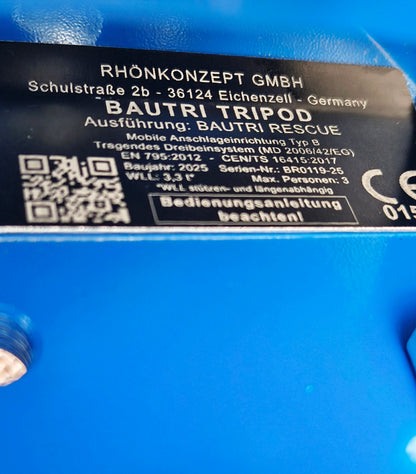 RHÖNKONZEPT GMBH
Schulstraße 2b - 36124 Eichenzell - Germany
BAUTRI TRIPOD
Ausführung: BAUTRI RESCUE
Mobile Anschlageinrichtung Typ B
Tragendes Dreibeinsystem (MD 2006/42/EG)
EN 795:2012 - CEN/TS 16415:2017
Baujahr: 2025 Serien-Nr.: BR0119-25
WLL: 3,3 t* Max. Personen: 3
*WLL stützen- und längenabhängig
Bedienungsanleitung
beachten!
CE
015